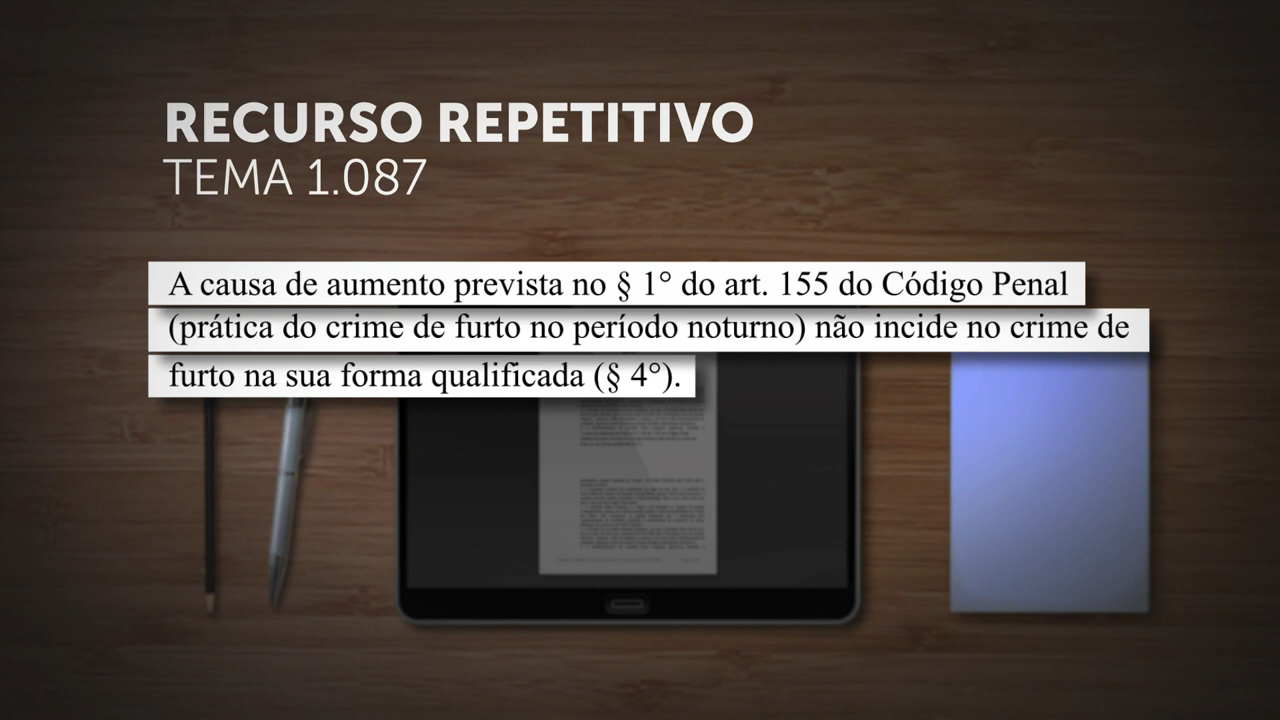 RECURSO REPETITIVO
TEMA 1.087
A causa de aumento prevista no § 1° do art. 155 do Código Penal
(prática do crime de furto no período noturno) não incide no crime de
furto na sua forma qualificada (§ 4°).